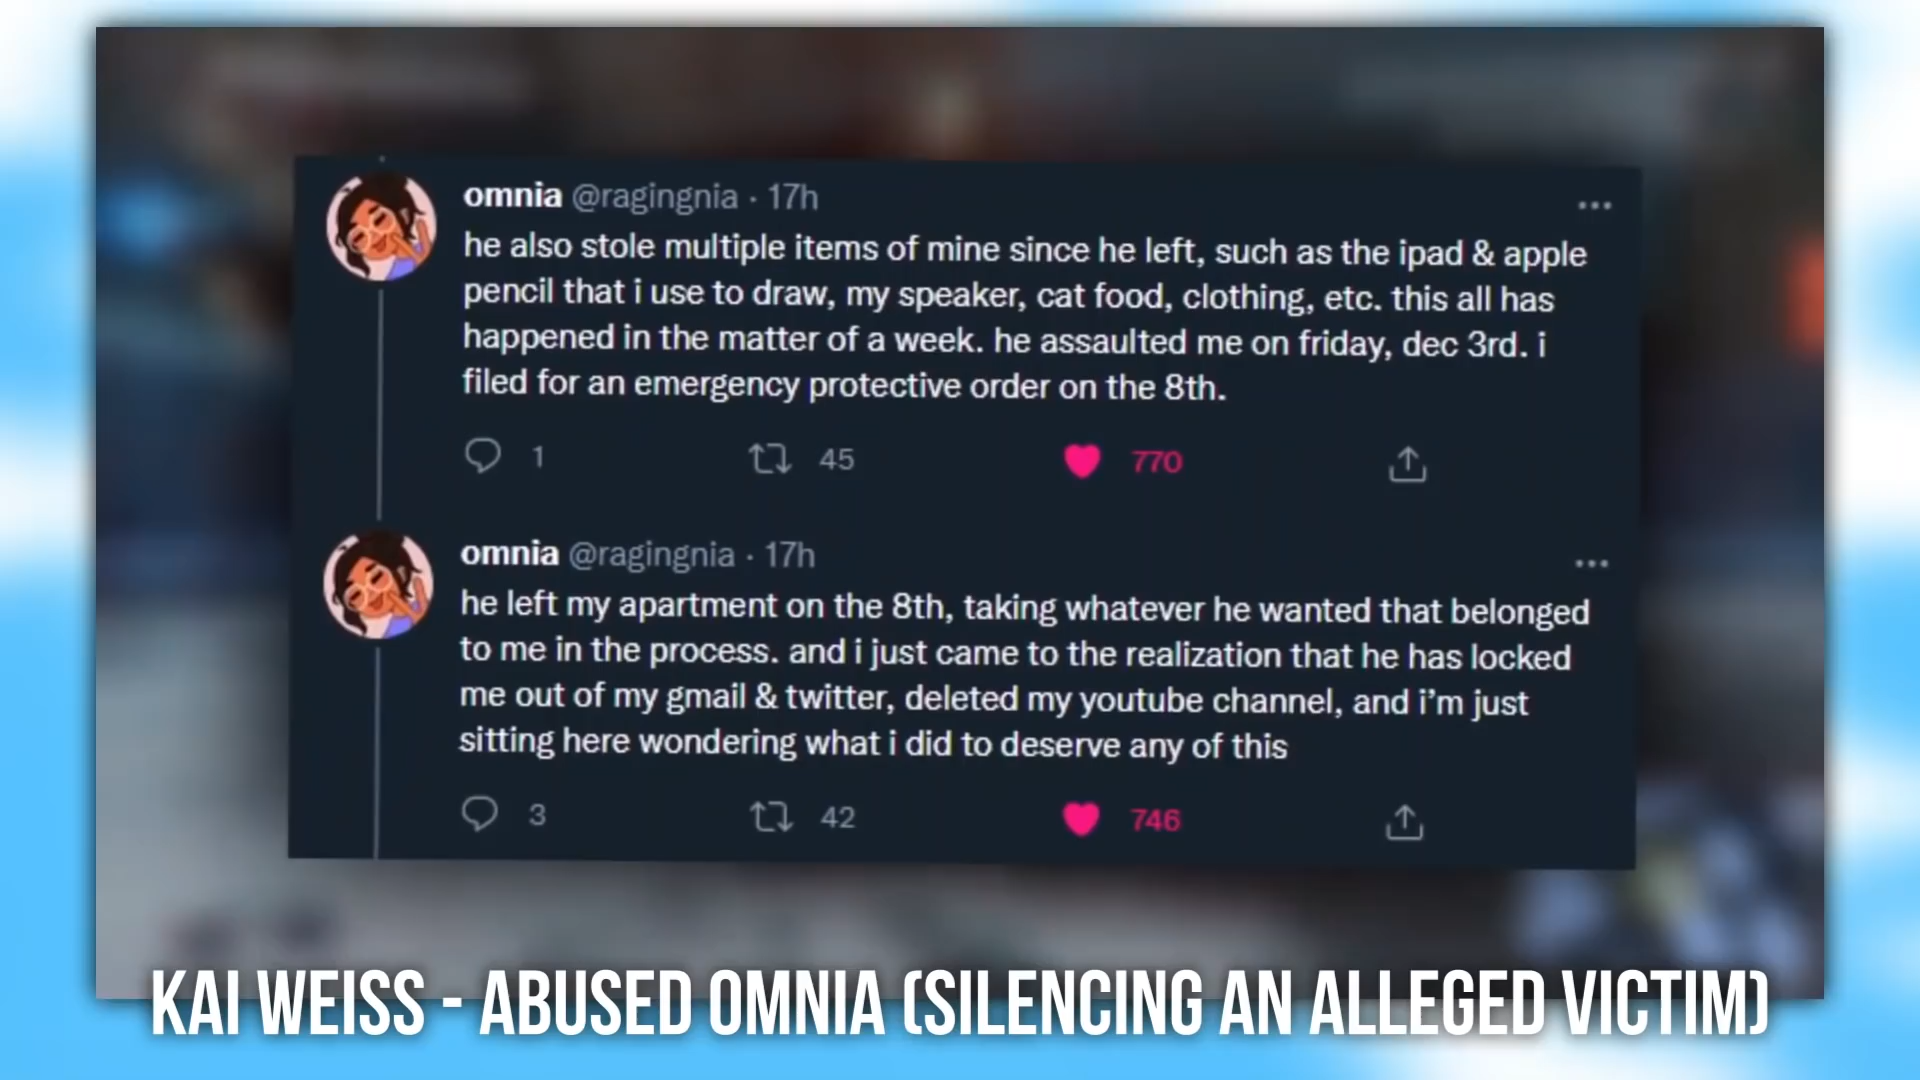 omnia @ragingnia · 17h
he also stole multiple items of mine since he left, such as the ipad & apple
pencil that i use to draw, my speaker, cat food, clothing, etc. this all has
happened in the matter of a week. he assaulted me on friday, dec 3rd. i
filed for an emergency protective order on the 8th.
1 45 770
omnia @ragingnia · 17h
he left my apartment on the 8th, taking whatever he wanted that belonged
to me in the process. and i just came to the realization that he has locked
me out of my gmail & twitter, deleted my youtube channel, and i’m just
sitting here wondering what i did to deserve any of this
3 42 746
KAI WEISS - ABUSED OMNIA (SILENCING AN ALLEGED VICTIM)